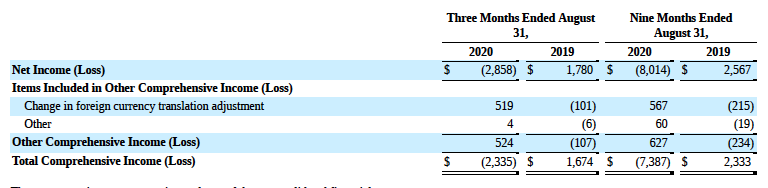 Three Months Ended August 31, Nine Months Ended August 31,
2020 2019 2020 2019
Net Income (Loss) $ (2,858) $ 1,780 $ (8,014) $ 2,567
Items Included in Other Comprehensive Income (Loss)
Change in foreign currency translation adjustment 519 (101) 567 (215)
Other 4 (6) 60 (19)
Other Comprehensive Income (Loss) 524 (107) 627 (234)
Total Comprehensive Income (Loss) $ (2,335) $ 1,674 $ (7,387) $ 2,333